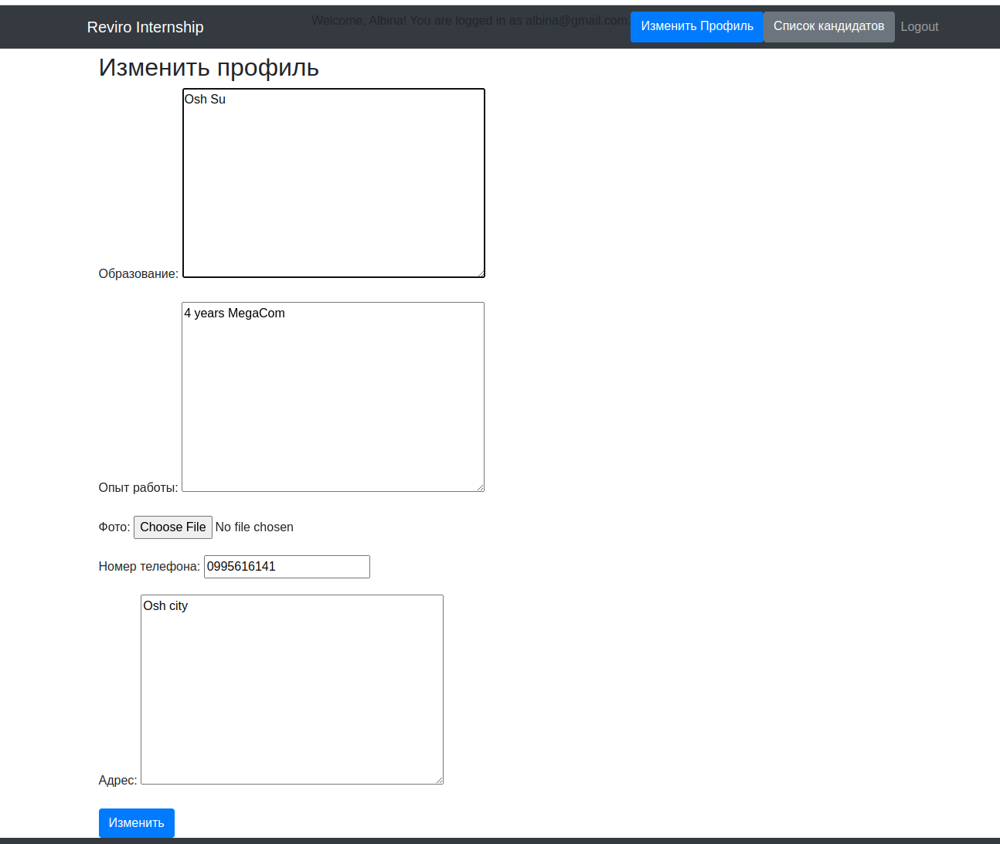 Reviro Internship
Welcome, Albina! You are logged in as albina@gmail.com.
Изменить Профиль
Список кандидатов
Logout
Изменить профиль
Osh Su
Образование:
4 years MegaCom
Опыт работы:
Фото: Choose File No file chosen
Номер телефона: 0995616141
Osh city
Адрес:
Изменить